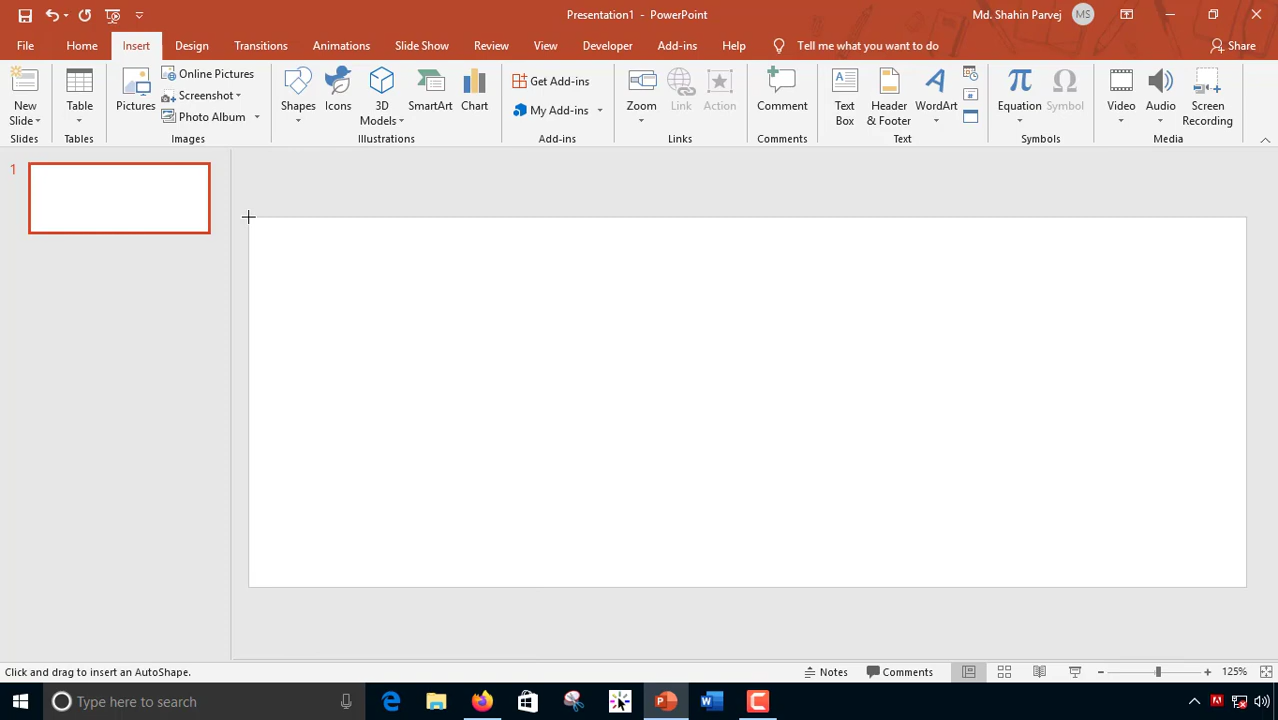 Presentation1 - PowerPoint
Md. Shahin Parvej MS
File Home Insert Design Transitions Animations Slide Show Review View Developer Add-ins Help Tell me what you want to do Share
New Slide
Slides
Table
Tables
Pictures
Online Pictures
Screenshot
Photo Album
Images
Shapes
Icons
3D Models
SmartArt
Chart
Illustrations
Get Add-ins
My Add-ins
Add-ins
Zoom
Link
Action
Links
Comment
Comments
Text Box
Header & Footer
WordArt
Text
Equation
Symbol
Symbols
Video
Audio
Screen Recording
Media
1
Click and drag to insert an AutoShape. Notes Comments 125%
Type here to search